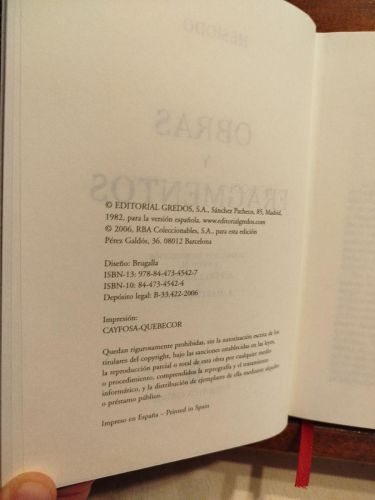 © EDITORIAL GREDOS, S.A., Sánchez Pacheco, 85, Madrid,
1982, para la versión española. www.editorialgredos.com
© 2006, RBA Coleccionables, S.A., para esta edición
Pérez Galdós, 36. 08012 Barcelona
Diseño: Brugalla
ISBN-13: 978-84-473-4542-7
ISBN-10: 84-473-4542-4
Depósito legal: B-33.422-2006
Impresión:
CAYFOSA-QUEBECOR
Quedan rigurosamente prohibidas, sin la autorización escrita de los
titulares del copyright, bajo las sanciones establecidas en las leyes,
la reproducción parcial o total de esta obra por cualquier medio
o procedimiento, comprendidos la reprografía y el tratamiento
informático, y la distribución de ejemplares de ella mediante alquiler
o préstamo público.
Impreso en España – Printed in Spain
HESIODO
OBRAS
Y
FRAGMENTOS